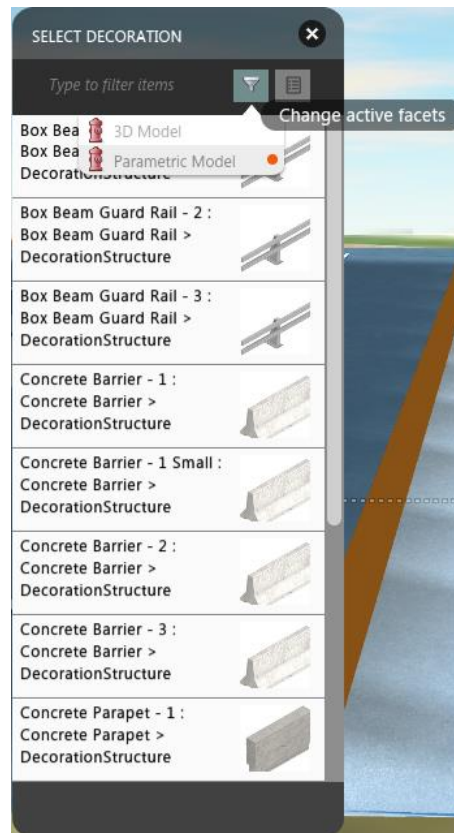 SELECT DECORATION
Type to filter items
Change active facets
3D Model
Parametric Model
Box Bea
Box Bea
DecorationStructure
Box Beam Guard Rail - 2 :
Box Beam Guard Rail >
DecorationStructure
Box Beam Guard Rail - 3 :
Box Beam Guard Rail >
DecorationStructure
Concrete Barrier - 1 :
Concrete Barrier >
DecorationStructure
Concrete Barrier - 1 Small :
Concrete Barrier >
DecorationStructure
Concrete Barrier - 2 :
Concrete Barrier >
DecorationStructure
Concrete Barrier - 3 :
Concrete Barrier >
DecorationStructure
Concrete Parapet - 1 :
Concrete Parapet >
DecorationStructure